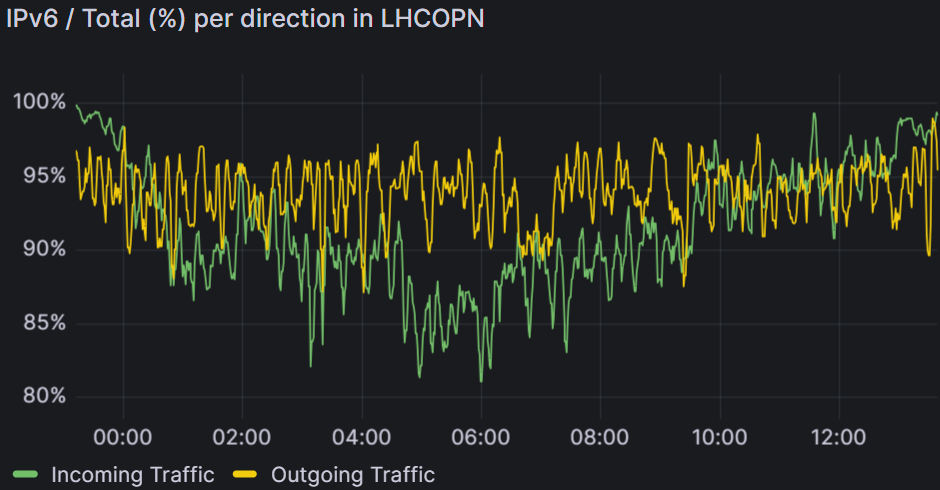 IPv6 / Total (%) per direction in LHCOPN
100%
95%
90%
85%
80%
00:00 02:00 04:00 06:00 08:00 10:00 12:00
Incoming Traffic Outgoing Traffic